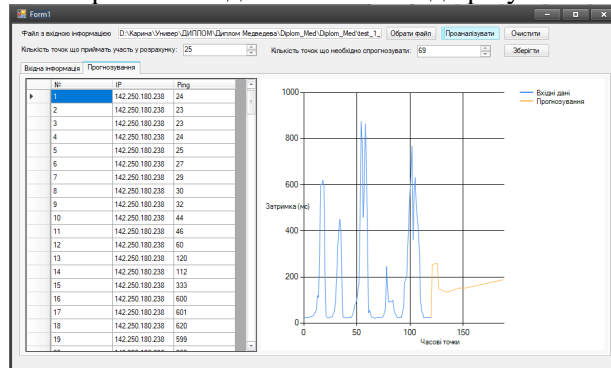 Form1
Файл з вхідною інформацією D:\Карина\Универ\ДИПЛОМ\Диплом Медведева\Diplom_Med\Diplom_Med\test_1_ Обрати файл Проаналізувати Очистити
Кількість точок що приймать участь у розрахунку: 25 Кількість точок що необхідно спрогнозувати: 69 Зберігти
Вхідна інформація Прогнозування
№ IP Ping
1 142.250.180.238 24
2 142.250.180.238 23
3 142.250.180.238 23
4 142.250.180.238 24
5 142.250.180.238 25
6 142.250.180.238 27
7 142.250.180.238 29
8 142.250.180.238 30
9 142.250.180.238 32
10 142.250.180.238 44
11 142.250.180.238 46
12 142.250.180.238 60
13 142.250.180.238 120
14 142.250.180.238 112
15 142.250.180.238 333
16 142.250.180.238 600
17 142.250.180.238 601
18 142.250.180.238 620
19 142.250.180.238 599
1000
800
600
Затримка (мс)
400
200
0
0 50 100 150
Часові точки
Вхідні дані
Прогнозування